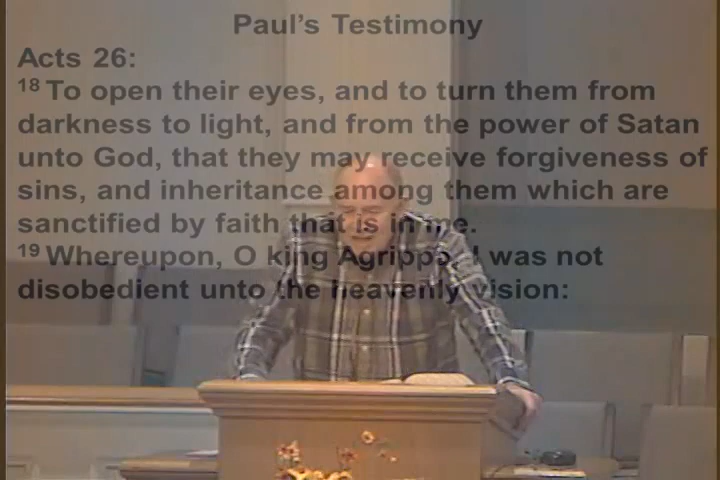 Paul's Testimony
Acts 26:
18 To open their eyes, and to turn them from
darkness to light, and from the power of Satan
unto God, that they may receive forgiveness of
sins, and inheritance among them which are
sanctified by faith that is in me.
19 Whereupon, O king Agrippa, I was not
disobedient unto the heavenly vision: